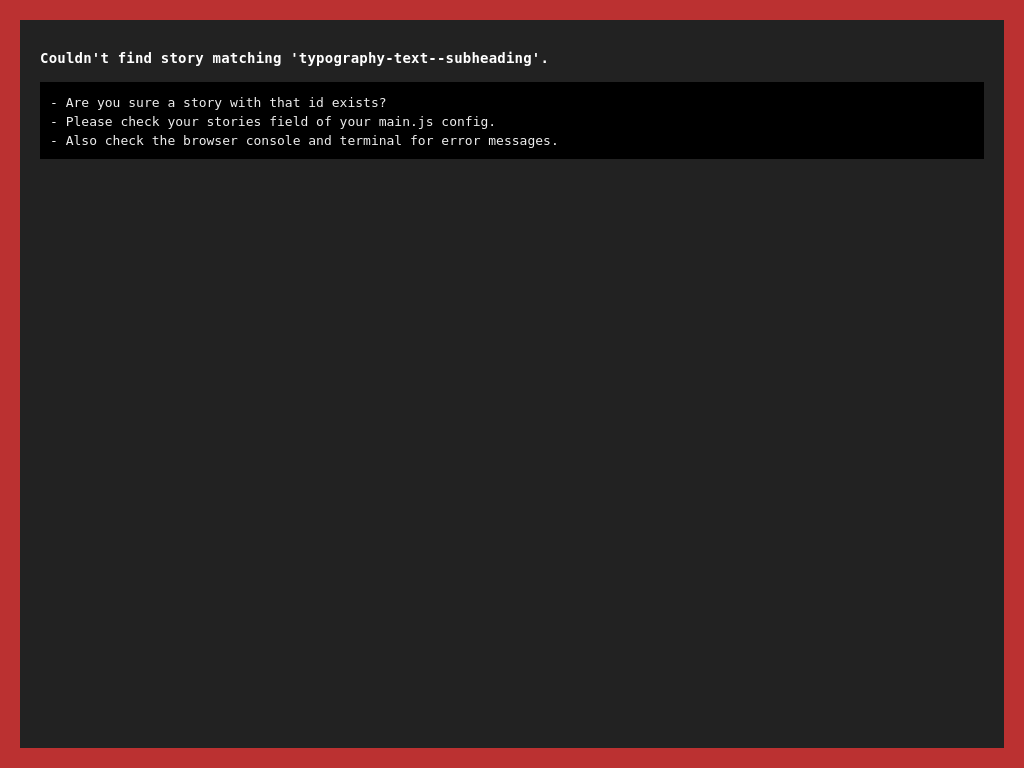 Couldn't find story matching 'typography-text--subheading'.
- Are you sure a story with that id exists?
- Please check your stories field of your main.js config.
- Also check the browser console and terminal for error messages.